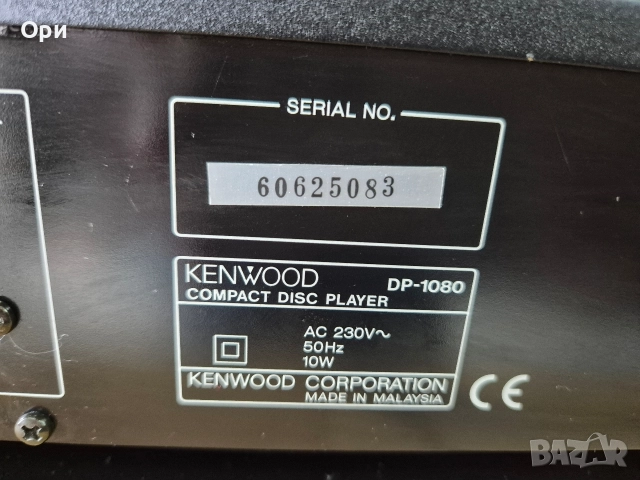 Ори
SERIAL NO.
60625083
KENWOOD DP-1080
COMPACT DISC PLAYER
AC 230V~
50Hz
10W
KENWOOD CORPORATION
MADE IN MALAYSIA
CE
BAZAR